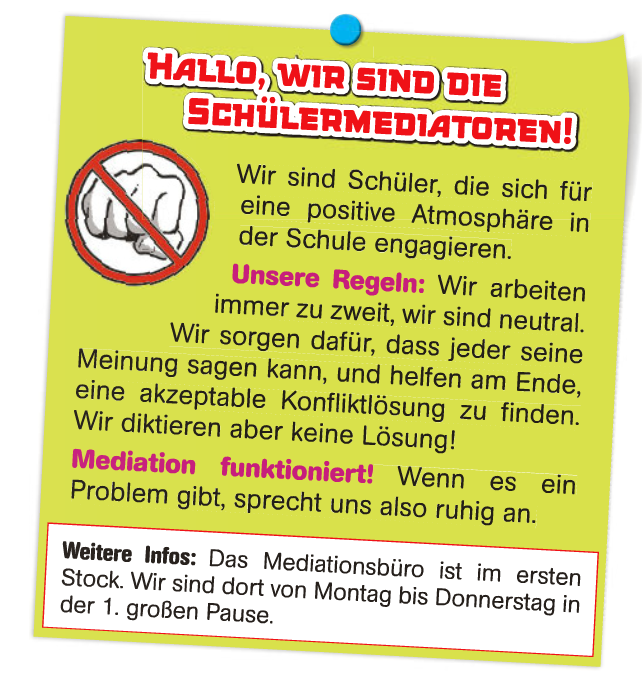 Hallo, wir sind die
Schülermediatoren!
Wir sind Schüler, die sich für
eine positive Atmosphäre in
der Schule engagieren.
Unsere Regeln: Wir arbeiten
immer zu zweit, wir sind neutral.
Wir sorgen dafür, dass jeder seine
Meinung sagen kann, und helfen am Ende,
eine akzeptable Konfliktlösung zu finden.
Wir diktieren aber keine Lösung!
Mediation funktioniert! Wenn es ein
Problem gibt, sprecht uns also ruhig an.
Weitere Infos: Das Mediationsbüro ist im ersten
Stock. Wir sind dort von Montag bis Donnerstag in
der 1. großen Pause.